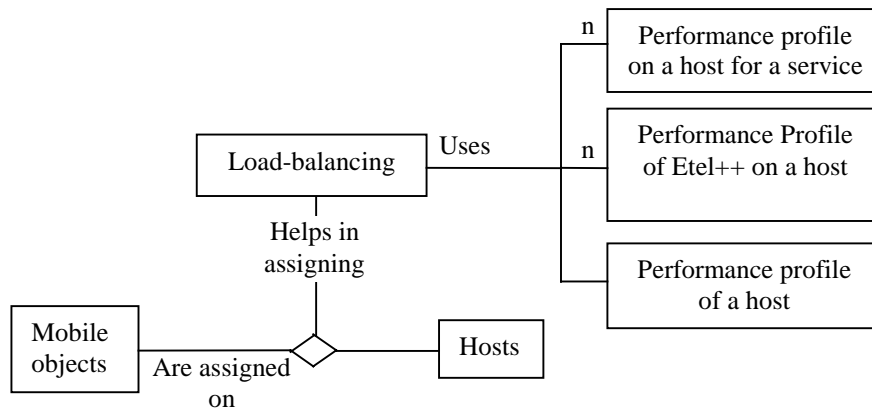 n
Performance profile
on a host for a service
Load-balancing
Uses
n
Performance Profile
of Etel++ on a host
Helps in
assigning
Performance profile
of a host
Mobile
objects
Are assigned
on
Hosts